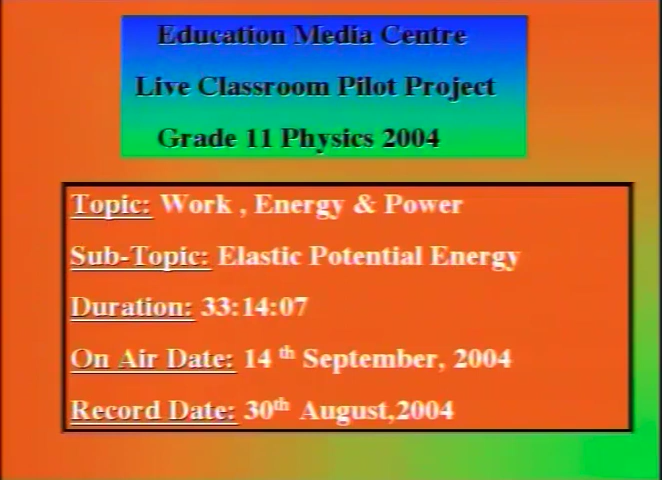 Education Media Centre
Live Classroom Pilot Project
Grade 11 Physics 2004
Topic: Work , Energy & Power
Sub-Topic: Elastic Potential Energy
Duration: 33:14:07
On Air Date: 14 th September, 2004
Record Date: 30th August,2004